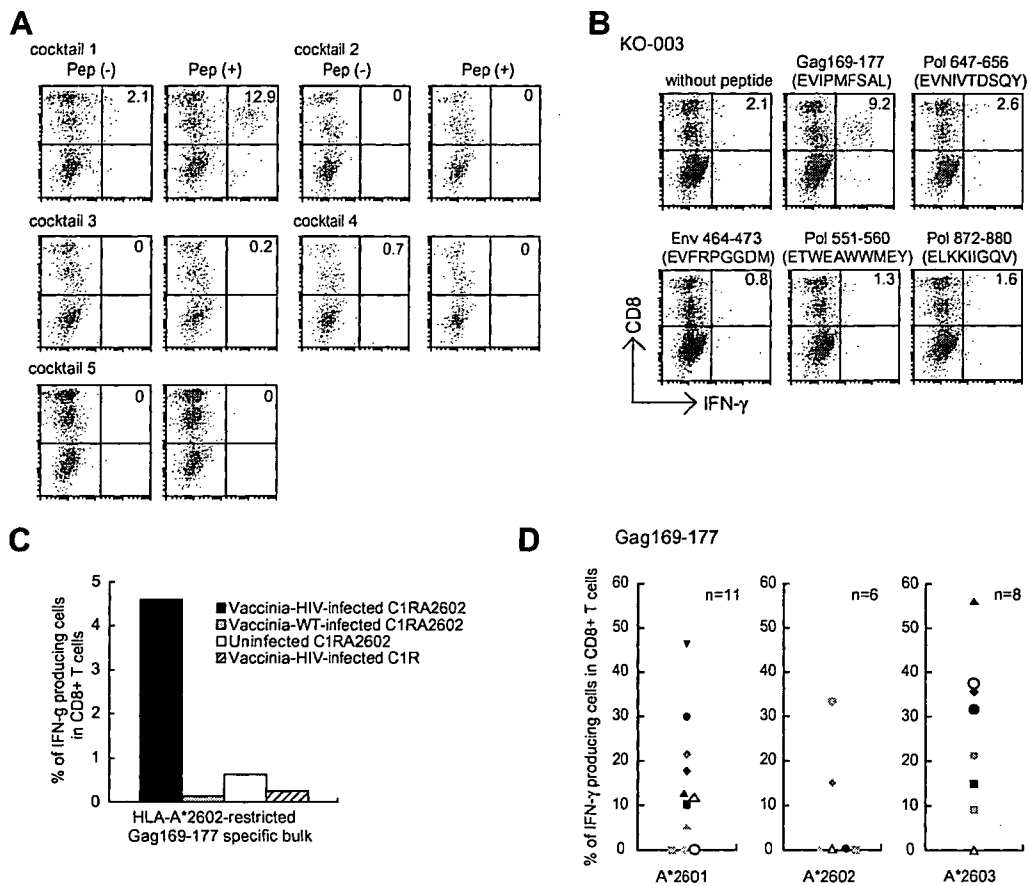 A
cocktail 1
Pep (-)
Pep (+)
cocktail 2
Pep (-)
Pep (+)
2.1
12.9
0
0
cocktail 3
cocktail 4
0
0.2
0.7
0
cocktail 5
0
0
B
KO-003
without peptide
Gag169-177
(EVIPMFSAL)
Pol 647-656
(EVNIVTDSQY)
2.1
9.2
2.6
Env 464-473
(EVFRPGGDM)
Pol 551-560
(ETWEAWWMEY)
Pol 872-880
(ELKKIIGQV)
0.8
1.3
1.6
CD8
IFN-γ
C
% of IFN-g producing cells
in CD8+ T cells
5
4
3
2
1
0
Vaccinia-HIV-infected C1RA2602
Vaccinia-WT-infected C1RA2602
Uninfected C1RA2602
Vaccinia-HIV-infected C1R
HLA-A*2602-restricted
Gag169-177 specific bulk
D
Gag169-177
% of IFN-γ producing cells in CD8+ T cells
60
50
40
30
20
10
0
n=11
A*2601
60
50
40
30
20
10
0
n=6
A*2602
60
50
40
30
20
10
0
n=8
A*2603